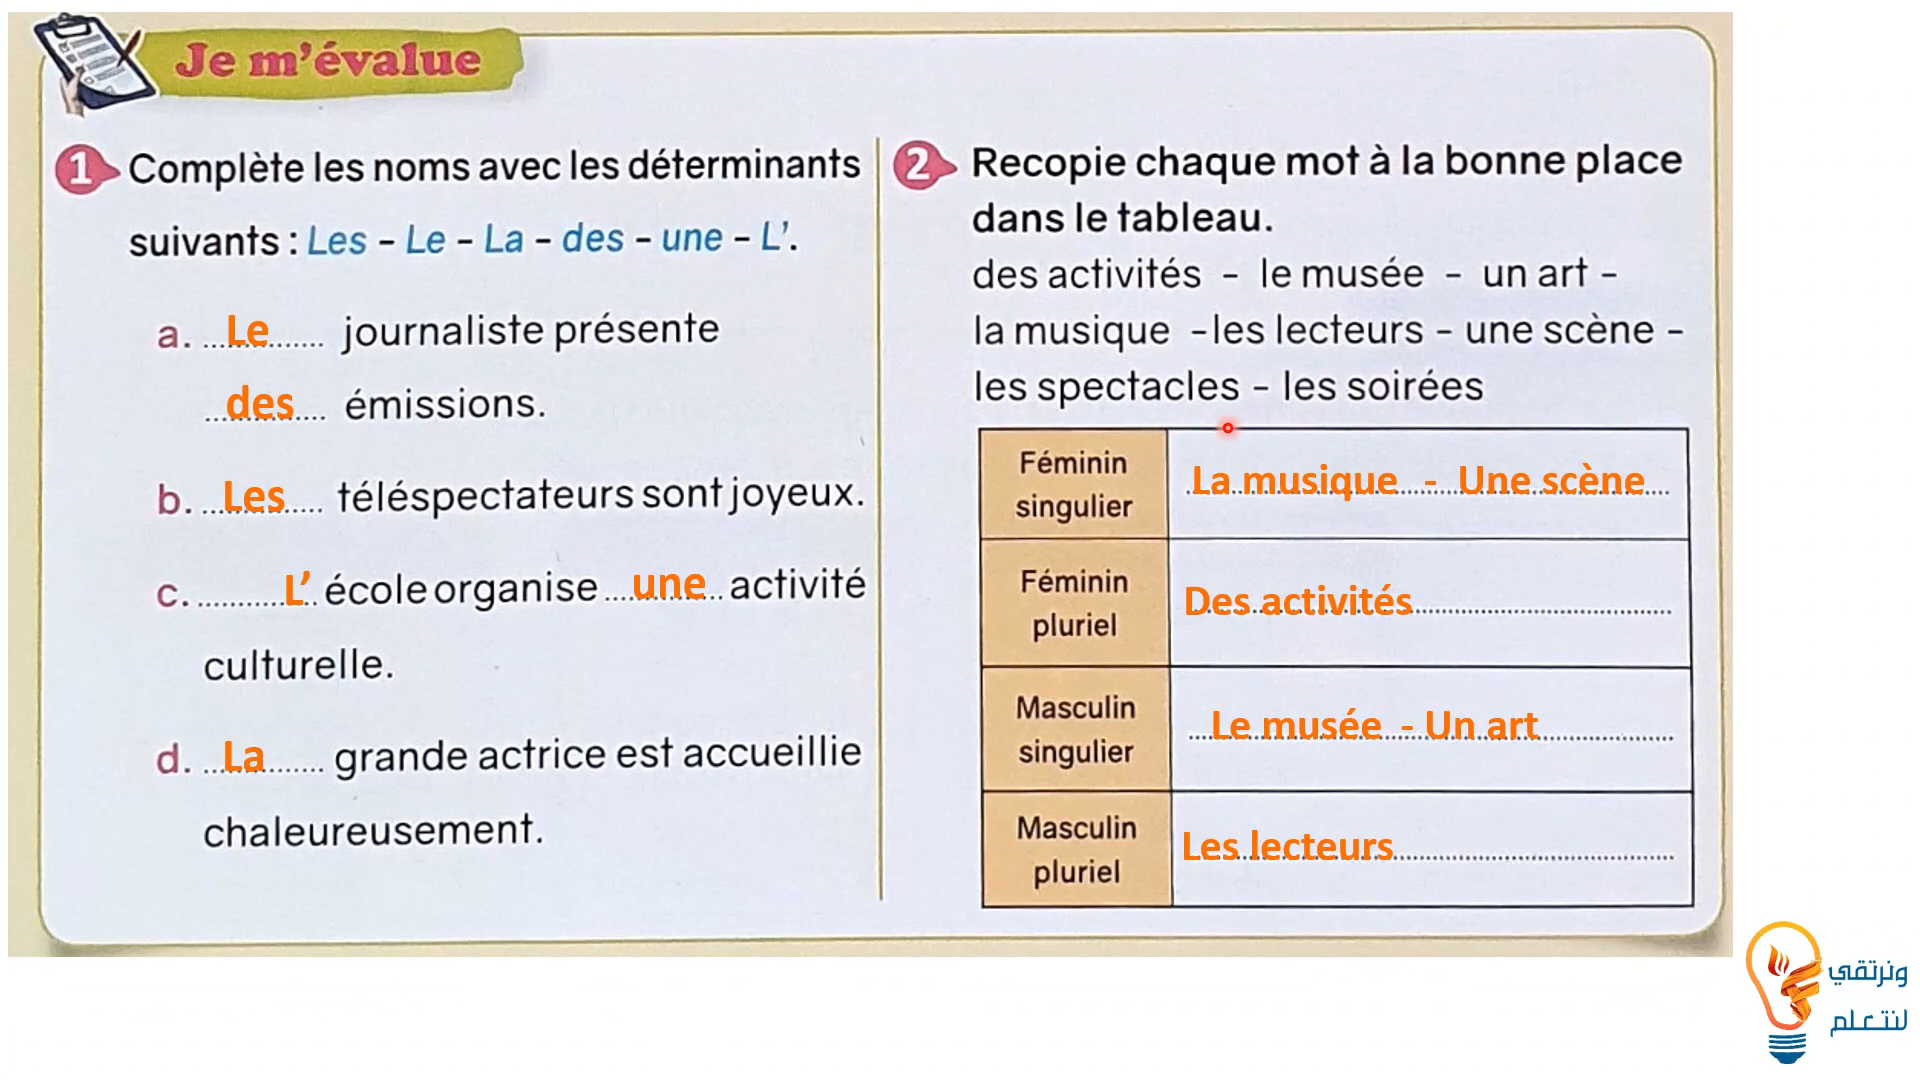 Je m'évalue
1 Complète les noms avec les déterminants
suivants : Les - Le - La - des - une - L'.
a. ...Le........ journaliste présente
...des.... émissions.
b. ...Les.... téléspectateurs sont joyeux.
c. ..........L'.. école organise ....une.. activité
culturelle.
d. ...La........ grande actrice est accueillie
chaleureusement.
2 Recopie chaque mot à la bonne place
dans le tableau.
des activités - le musée - un art -
la musique - les lecteurs - une scène -
les spectacles - les soirées
Féminin
singulier
La musique - Une scène
Féminin
pluriel
Des activités
Masculin
singulier
Le musée - Un art
Masculin
pluriel
Les lecteurs
ونرتقي
لنتعلم